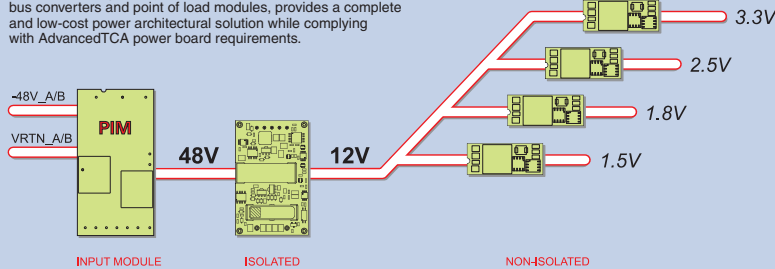 bus converters and point of load modules, provides a complete
and low-cost power architectural solution while complying
with AdvancedTCA power board requirements.
3.3V
2.5V
-48V_A/B
1.8V
PIM
VRTN_A/B
48V
12V
1.5V
INPUT MODULE
ISOLATED
NON-ISOLATED